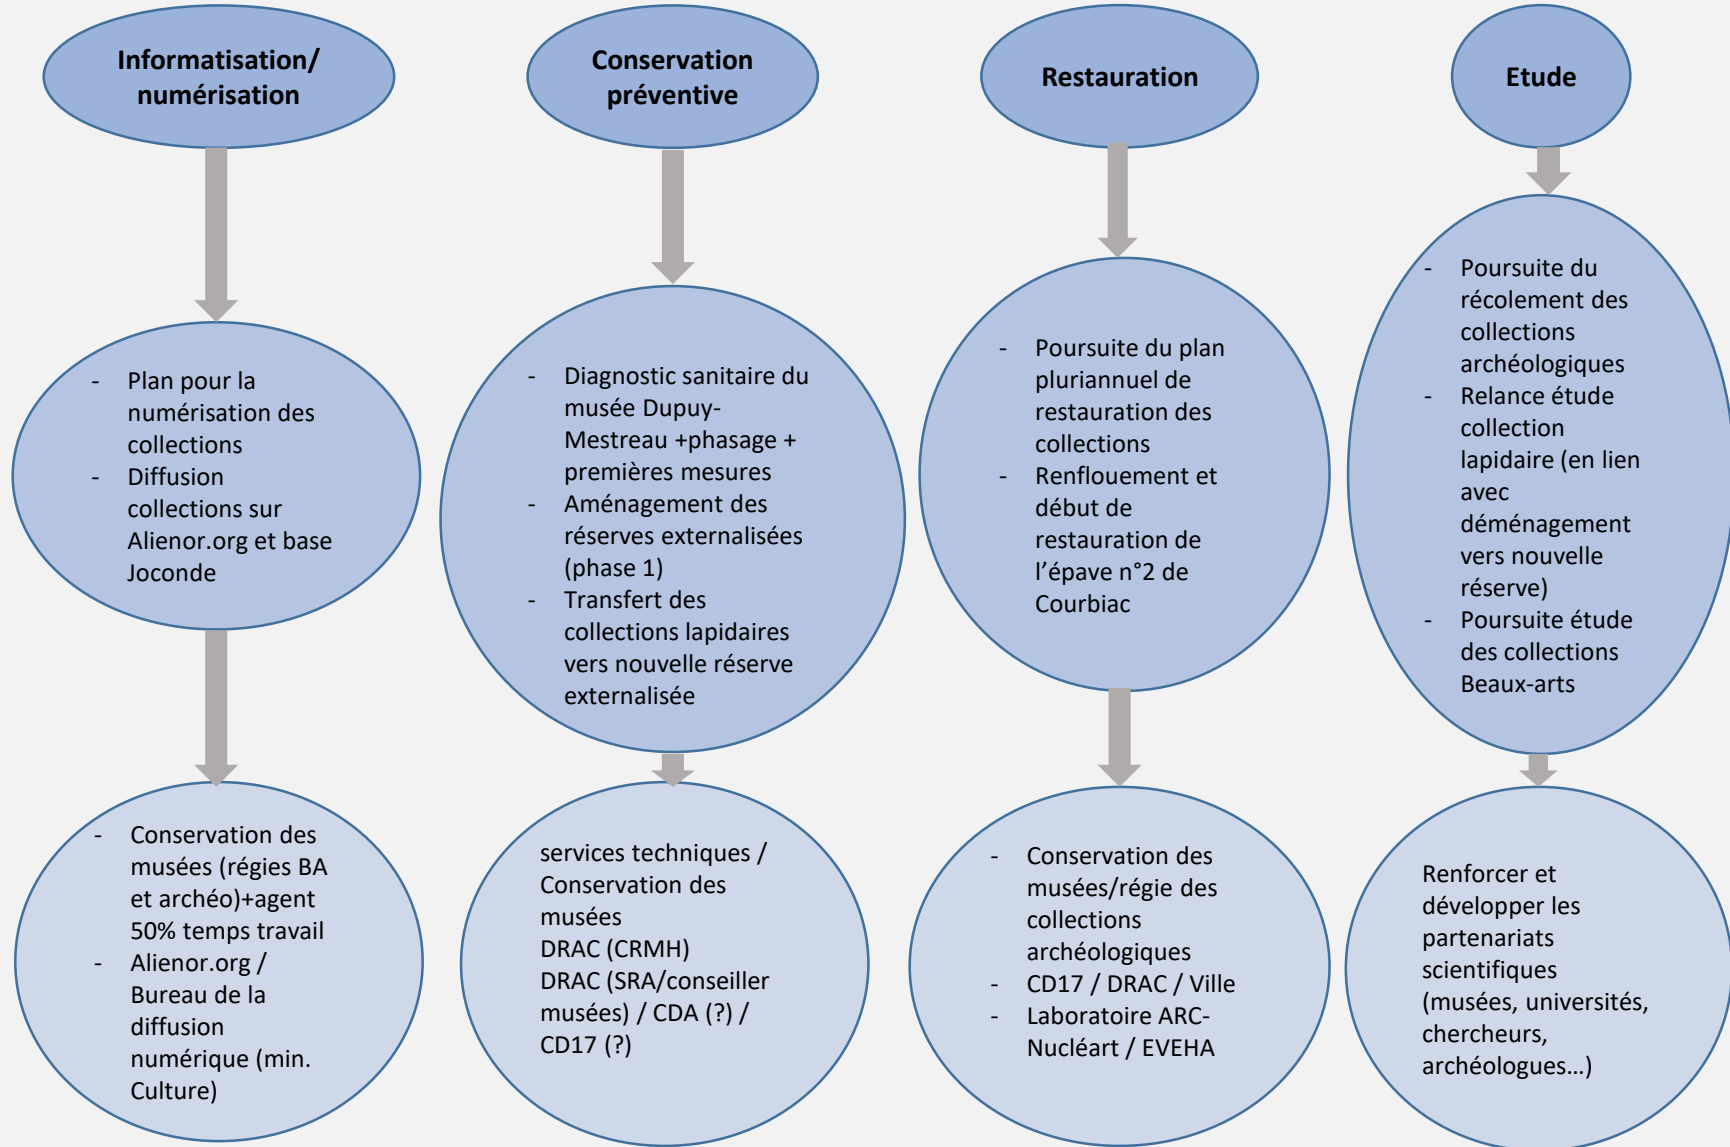 Informatisation/
numérisation
- Plan pour la
numérisation des
collections
- Diffusion
collections sur
Alienor.org et base
Joconde
- Conservation des
musées (régies BA
et archéo)+agent
50% temps travail
- Alienor.org /
Bureau de la
diffusion
numérique (min.
Culture)
Conservation
préventive
- Diagnostic sanitaire du
musée Dupuy-
Mestreau +phasage +
premières mesures
- Aménagement des
réserves externalisées
(phase 1)
- Transfert des
collections lapidaires
vers nouvelle réserve
externalisée
services techniques /
Conservation des
musées
DRAC (CRMH)
DRAC (SRA/conseiller
musées) / CDA (?) /
CD17 (?)
Restauration
- Poursuite du plan
pluriannuel de
restauration des
collections
- Renflouement et
début de
restauration de
l’épave n°2 de
Courbiac
- Conservation des
musées/régie des
collections
archéologiques
- CD17 / DRAC / Ville
- Laboratoire ARC-
Nucléart / EVEHA
Etude
- Poursuite du
récolement des
collections
archéologiques
- Relance étude
collection
lapidaire (en lien
avec
déménagement
vers nouvelle
réserve)
- Poursuite étude
des collections
Beaux-arts
Renforcer et
développer les
partenariats
scientifiques
(musées, universités,
chercheurs,
archéologues…)